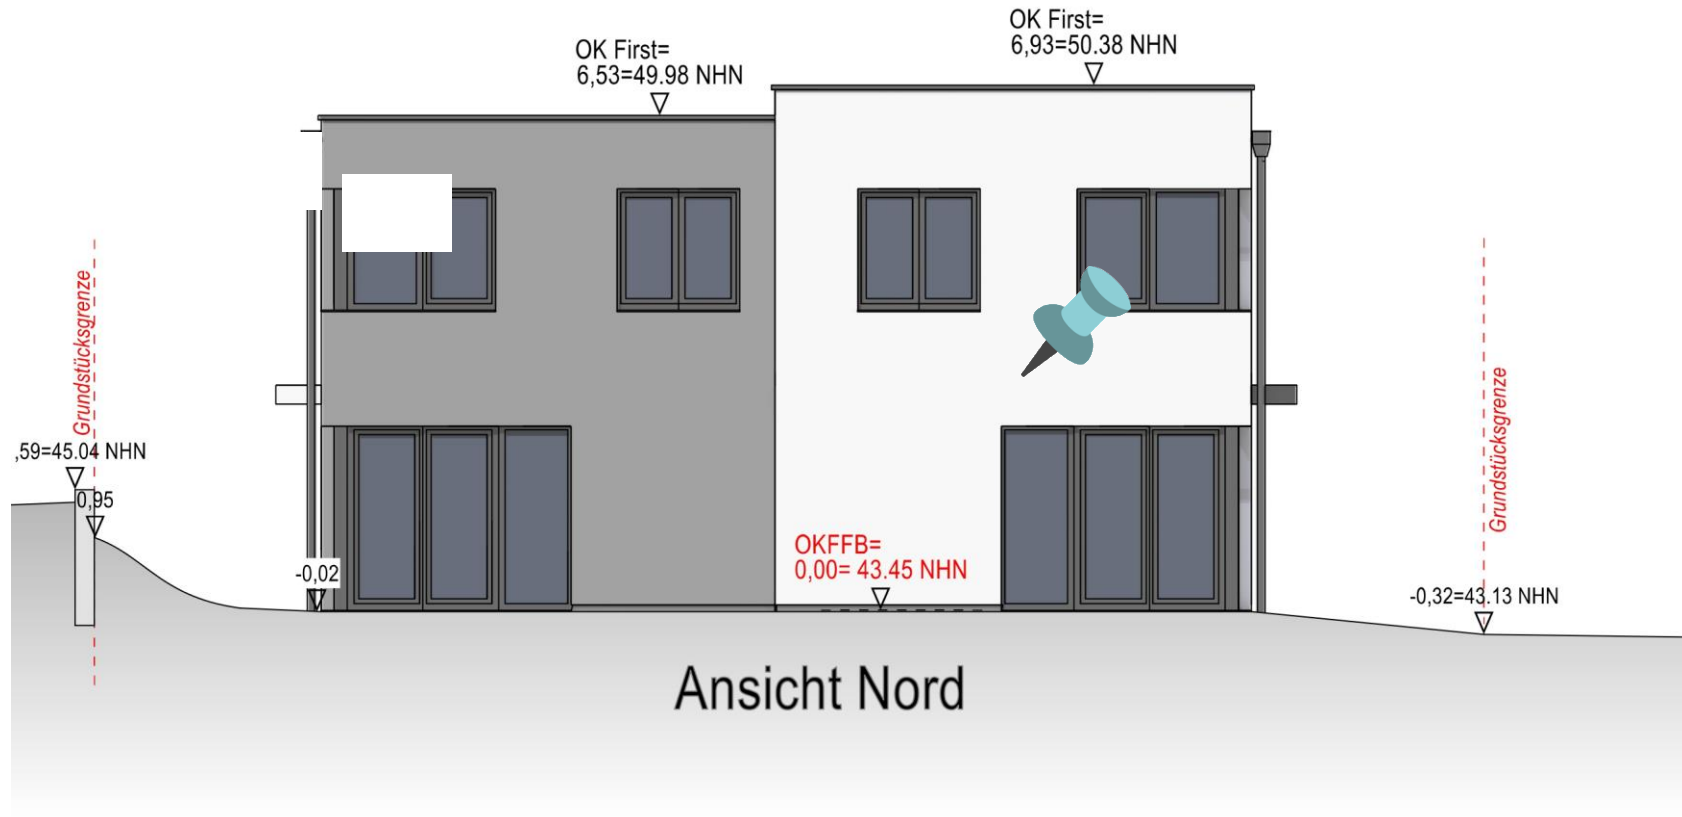 OK First=
6,93=50.38 NHN
OK First=
6,53=49.98 NHN
Grundstücksgrenze
,59=45.04 NHN
0,95
-0,02
OKFFB=
0,00= 43.45 NHN
Grundstücksgrenze
-0,32=43.13 NHN
Ansicht Nord